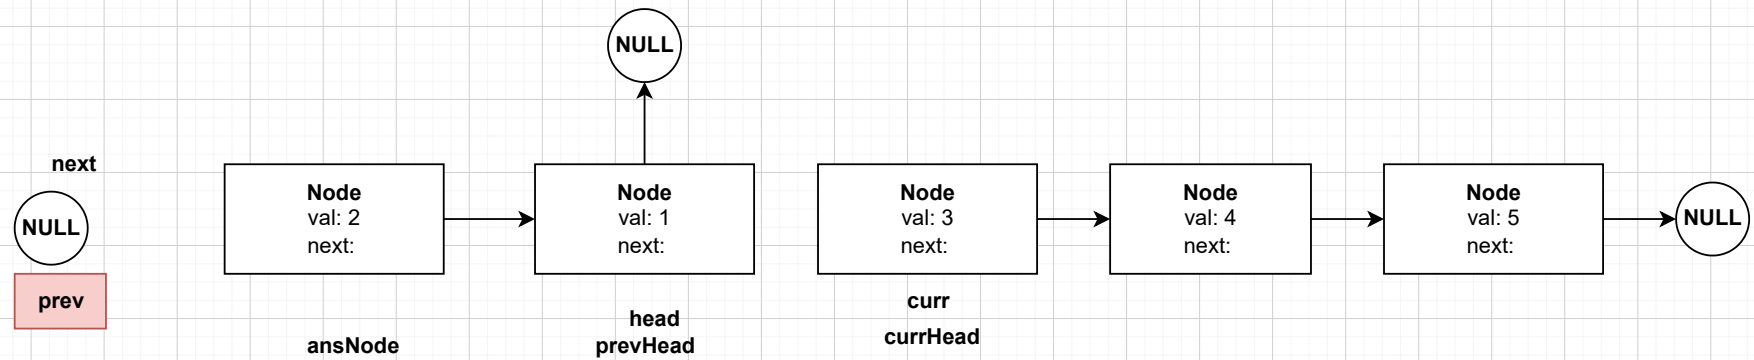 NULL
next
NULL
prev
Node
val: 2
next:
ansNode
Node
val: 1
next:
head
prevHead
Node
val: 3
next:
curr
currHead
Node
val: 4
next:
Node
val: 5
next:
NULL